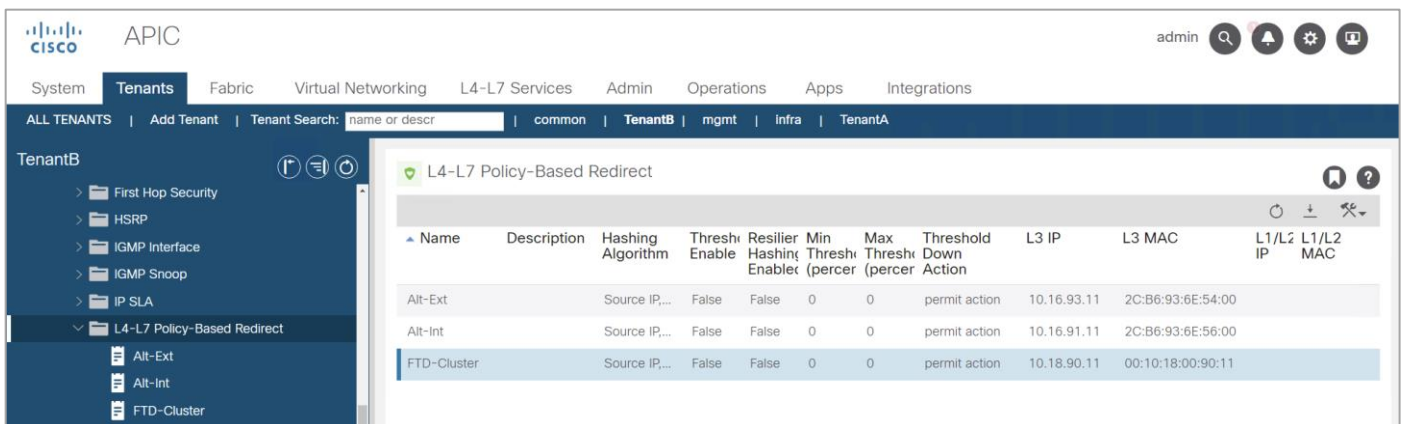 CISCO
APIC
admin
System Tenants Fabric Virtual Networking L4-L7 Services Admin Operations Apps Integrations
ALL TENANTS | Add Tenant | Tenant Search: name or descr | common | TenantB | mgmt | infra | TenantA
TenantB
First Hop Security
HSRP
IGMP Interface
IGMP Snoop
IP SLA
L4-L7 Policy-Based Redirect
Alt-Ext
Alt-Int
FTD-Cluster
L4-L7 Policy-Based Redirect
Name Description Hashing Thresh Resilier Min Max Threshold L3 IP L3 MAC L1/L2 L1/L2
Algorithm Enable Hashing Thresh Thresh Down IP MAC
Enabled (percer (percer Action
Alt-Ext Source IP,... False False 0 0 permit action 10.16.93.11 2C:B6:93:6E:54:00
Alt-Int Source IP,... False False 0 0 permit action 10.16.91.11 2C:B6:93:6E:56:00
FTD-Cluster Source IP,... False False 0 0 permit action 10.18.90.11 00:10:18:00:90:11